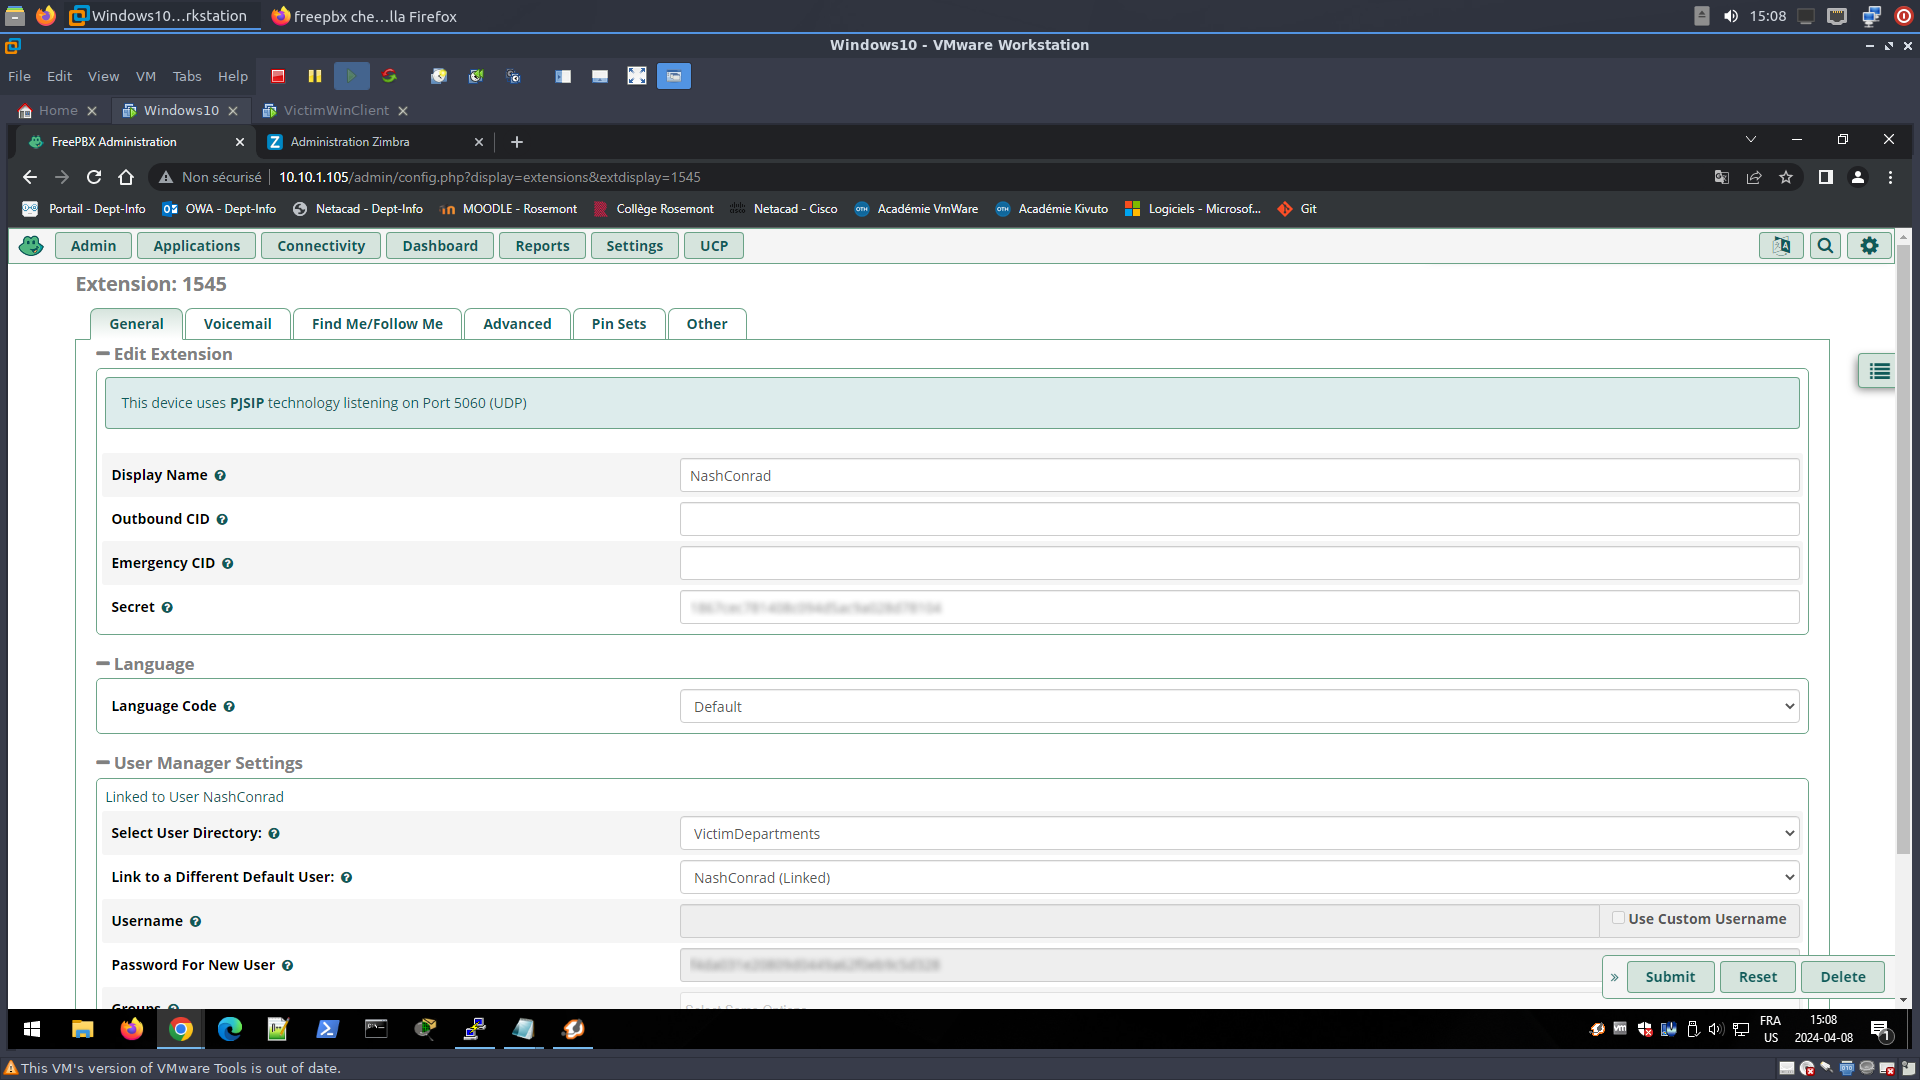 Windows10...rkstation
freepbx che...lla Firefox
15:08
Windows10 - VMware Workstation
File Edit View VM Tabs Help
Home
Windows10
VictimWinClient
FreePBX Administration
Administration Zimbra
Non sécurisé
10.10.1.105/admin/config.php?display=extensions&extdisplay=1545
Portail - Dept-Info
OWA - Dept-Info
Netacad - Dept-Info
MOODLE - Rosemont
Collège Rosemont
Netacad - Cisco
Académie VmWare
Académie Kivuto
Logiciels - Microsof...
Git
Admin
Applications
Connectivity
Dashboard
Reports
Settings
UCP
Extension: 1545
General
Voicemail
Find Me/Follow Me
Advanced
Pin Sets
Other
Edit Extension
This device uses PJSIP technology listening on Port 5060 (UDP)
Display Name
NashConrad
Outbound CID
Emergency CID
Secret
Language
Language Code
Default
User Manager Settings
Linked to User NashConrad
Select User Directory:
VictimDepartments
Link to a Different Default User:
NashConrad (Linked)
Username
Use Custom Username
Password For New User
Groups
» Submit Reset Delete
FRA
US
15:08
2024-04-08
1
This VM's version of VMware Tools is out of date.